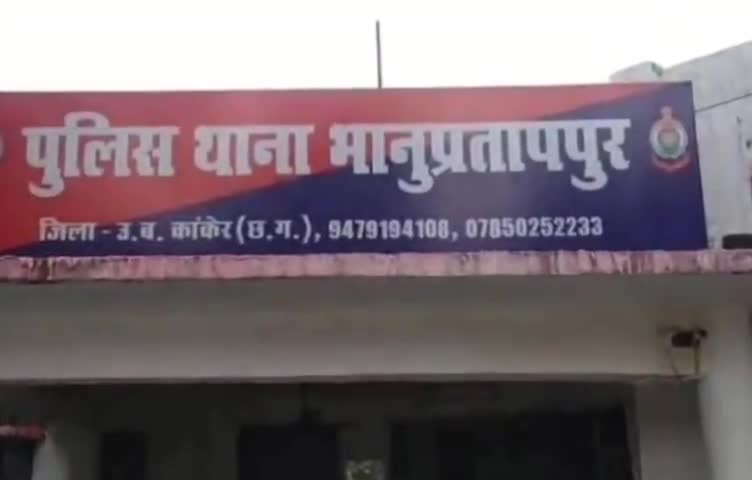 पुलिस थाना भानुप्रतापपुर
जिला - उ.ब. कांकेर (छ.ग.), 9479194108, 07850252233